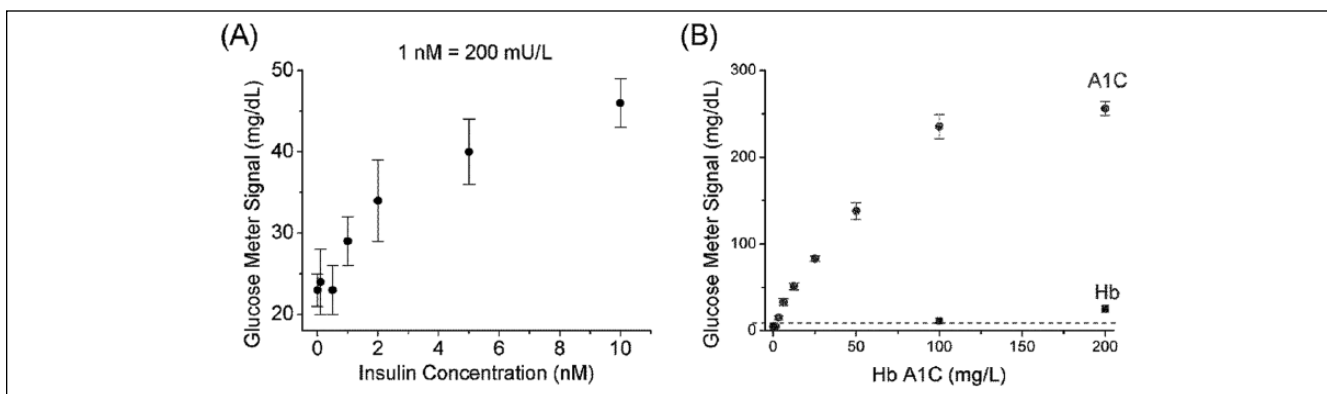 (A)
1 nM = 200 mU/L
50
40
30
20
Glucose Meter Signal (mg/dL)
0 2 4 6 8 10
Insulin Concentration (nM)
(B)
300
200
100
0
Glucose Meter Signal (mg/dL)
A1C
Hb
0 50 100 150 200
Hb A1C (mg/L)